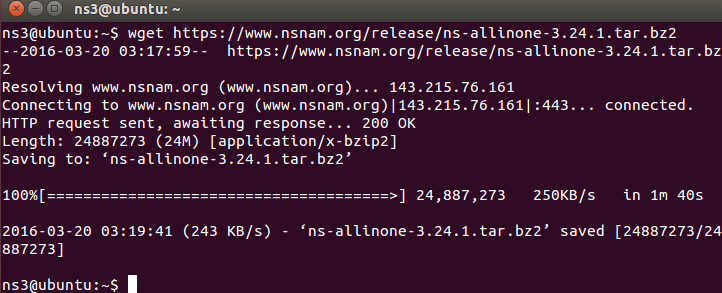 ns3@ubuntu: ~
ns3@ubuntu:~$ wget https://www.nsnam.org/release/ns-allinone-3.24.1.tar.bz2
--2016-03-20 03:17:59--  https://www.nsnam.org/release/ns-allinone-3.24.1.tar.bz
2
Resolving www.nsnam.org (www.nsnam.org)... 143.215.76.161
Connecting to www.nsnam.org (www.nsnam.org)|143.215.76.161|:443... connected.
HTTP request sent, awaiting response... 200 OK
Length: 24887273 (24M) [application/x-bzip2]
Saving to: ‘ns-allinone-3.24.1.tar.bz2’
100%[======================================>] 24,887,273   250KB/s   in 1m 40s
2016-03-20 03:19:41 (243 KB/s) - ‘ns-allinone-3.24.1.tar.bz2’ saved [24887273/24
887273]
ns3@ubuntu:~$